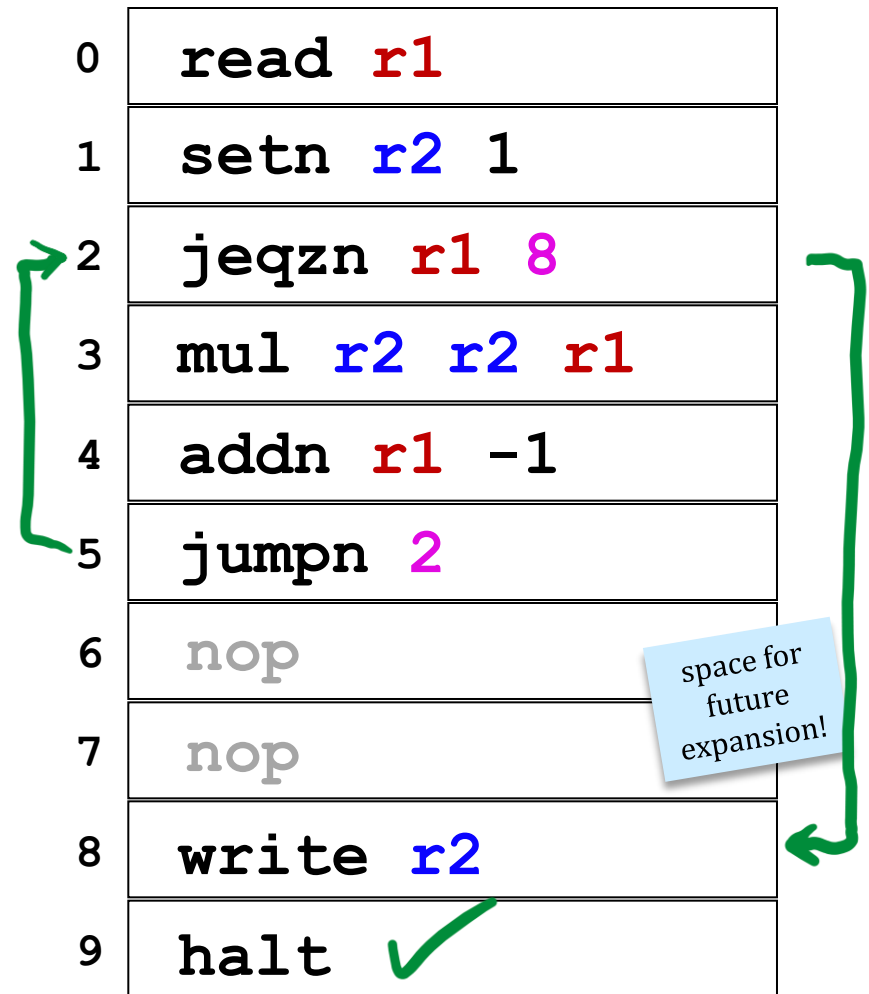 0 read r1
1 setn r2 1
2 jeqzn r1 8
3 mul r2 r2 r1
4 addn r1 -1
5 jumpn 2
6 nop
7 nop
space for
future
expansion!
8 write r2
9 halt